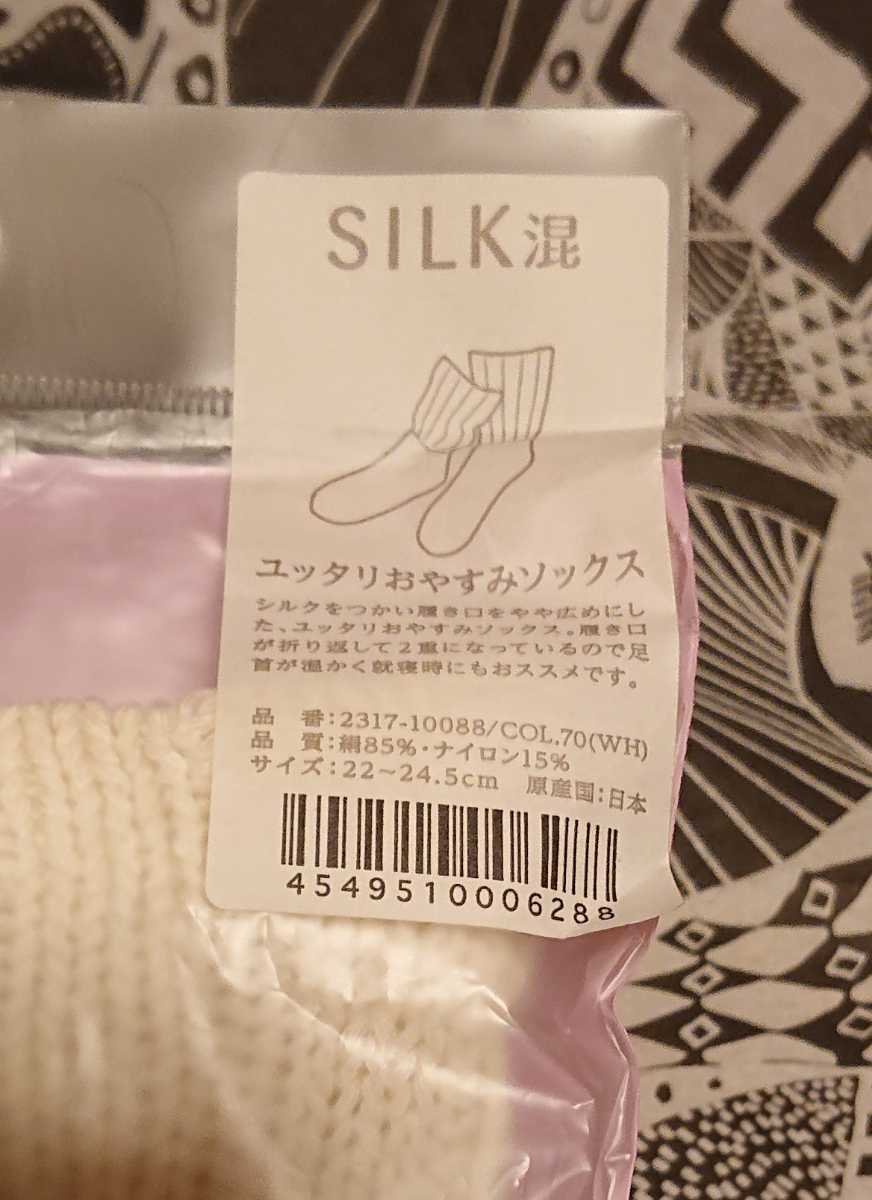 SILK混
ユッタリおやすみソックス
シルクをつかい履き口をやや広めにし
た、ユッタリおやすみソックス。履き口
が折り返して2重になっているので足
首が温かく就寝時にもおススメです。
品　番:2317-10088/COL.70(WH)
品　質:絹85%・ナイロン15%
サイズ:22～24.5cm　原産国:日本
4549510006288